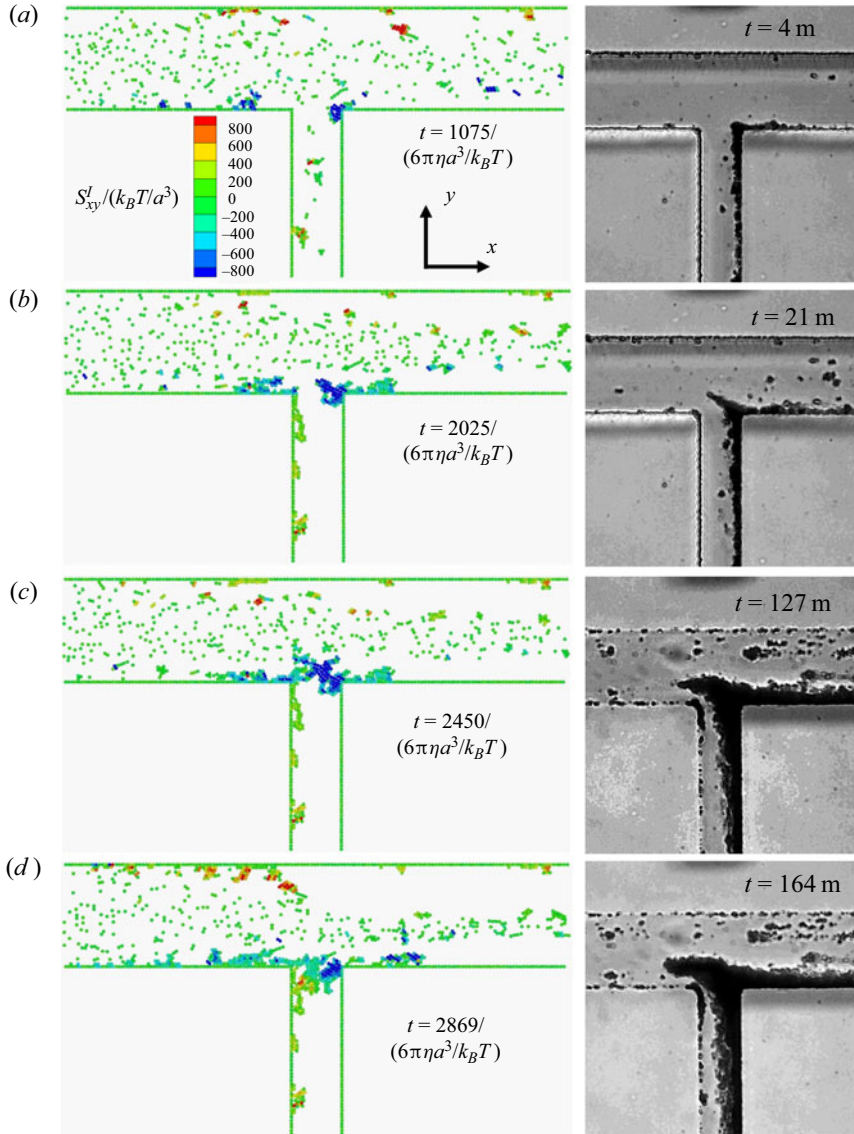 (a)
t = 4 m
800
600
400
200
0
–200
–400
–600
–800
S^I_xy/(k_BT/a^3)
t = 1075/
(6πηa^3/k_BT)
y
x
(b)
t = 21 m
t = 2025/
(6πηa^3/k_BT)
(c)
t = 127 m
t = 2450/
(6πηa^3/k_BT)
(d)
t = 164 m
t = 2869/
(6πηa^3/k_BT)